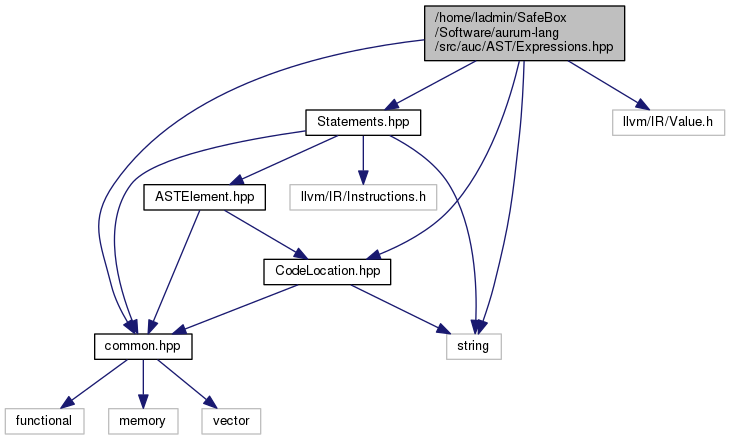 /home/ladmin/SafeBox
/Software/aurum-lang
/src/auc/AST/Expressions.hpp
Statements.hpp
llvm/IR/Value.h
ASTElement.hpp
llvm/IR/Instructions.h
CodeLocation.hpp
common.hpp
string
functional
memory
vector